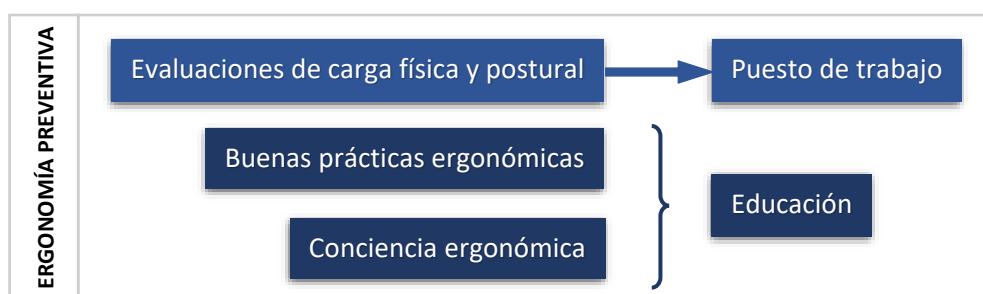 ERGONOMÍA PREVENTIVA
Evaluaciones de carga física y postural
Puesto de trabajo
Buenas prácticas ergonómicas
Educación
Conciencia ergonómica